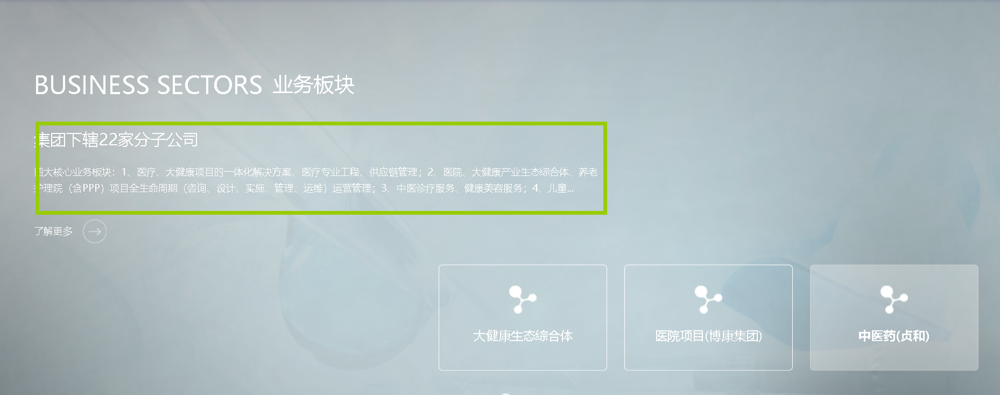 BUSINESS SECTORS 业务板块
集团下辖22家分子公司
四大核心业务板块：1、医疗、大健康项目的一体化解决方案、医疗专业工程、供应链管理；2、医院、大健康产业生态综合体、养老
护理院（含PPP）项目全生命周期（咨询、设计、实施、管理、运维）运营管理；3、中医诊疗服务、健康美容服务；4、儿童...
了解更多
大健康生态综合体
医院项目(博康集团)
中医药(贞和)